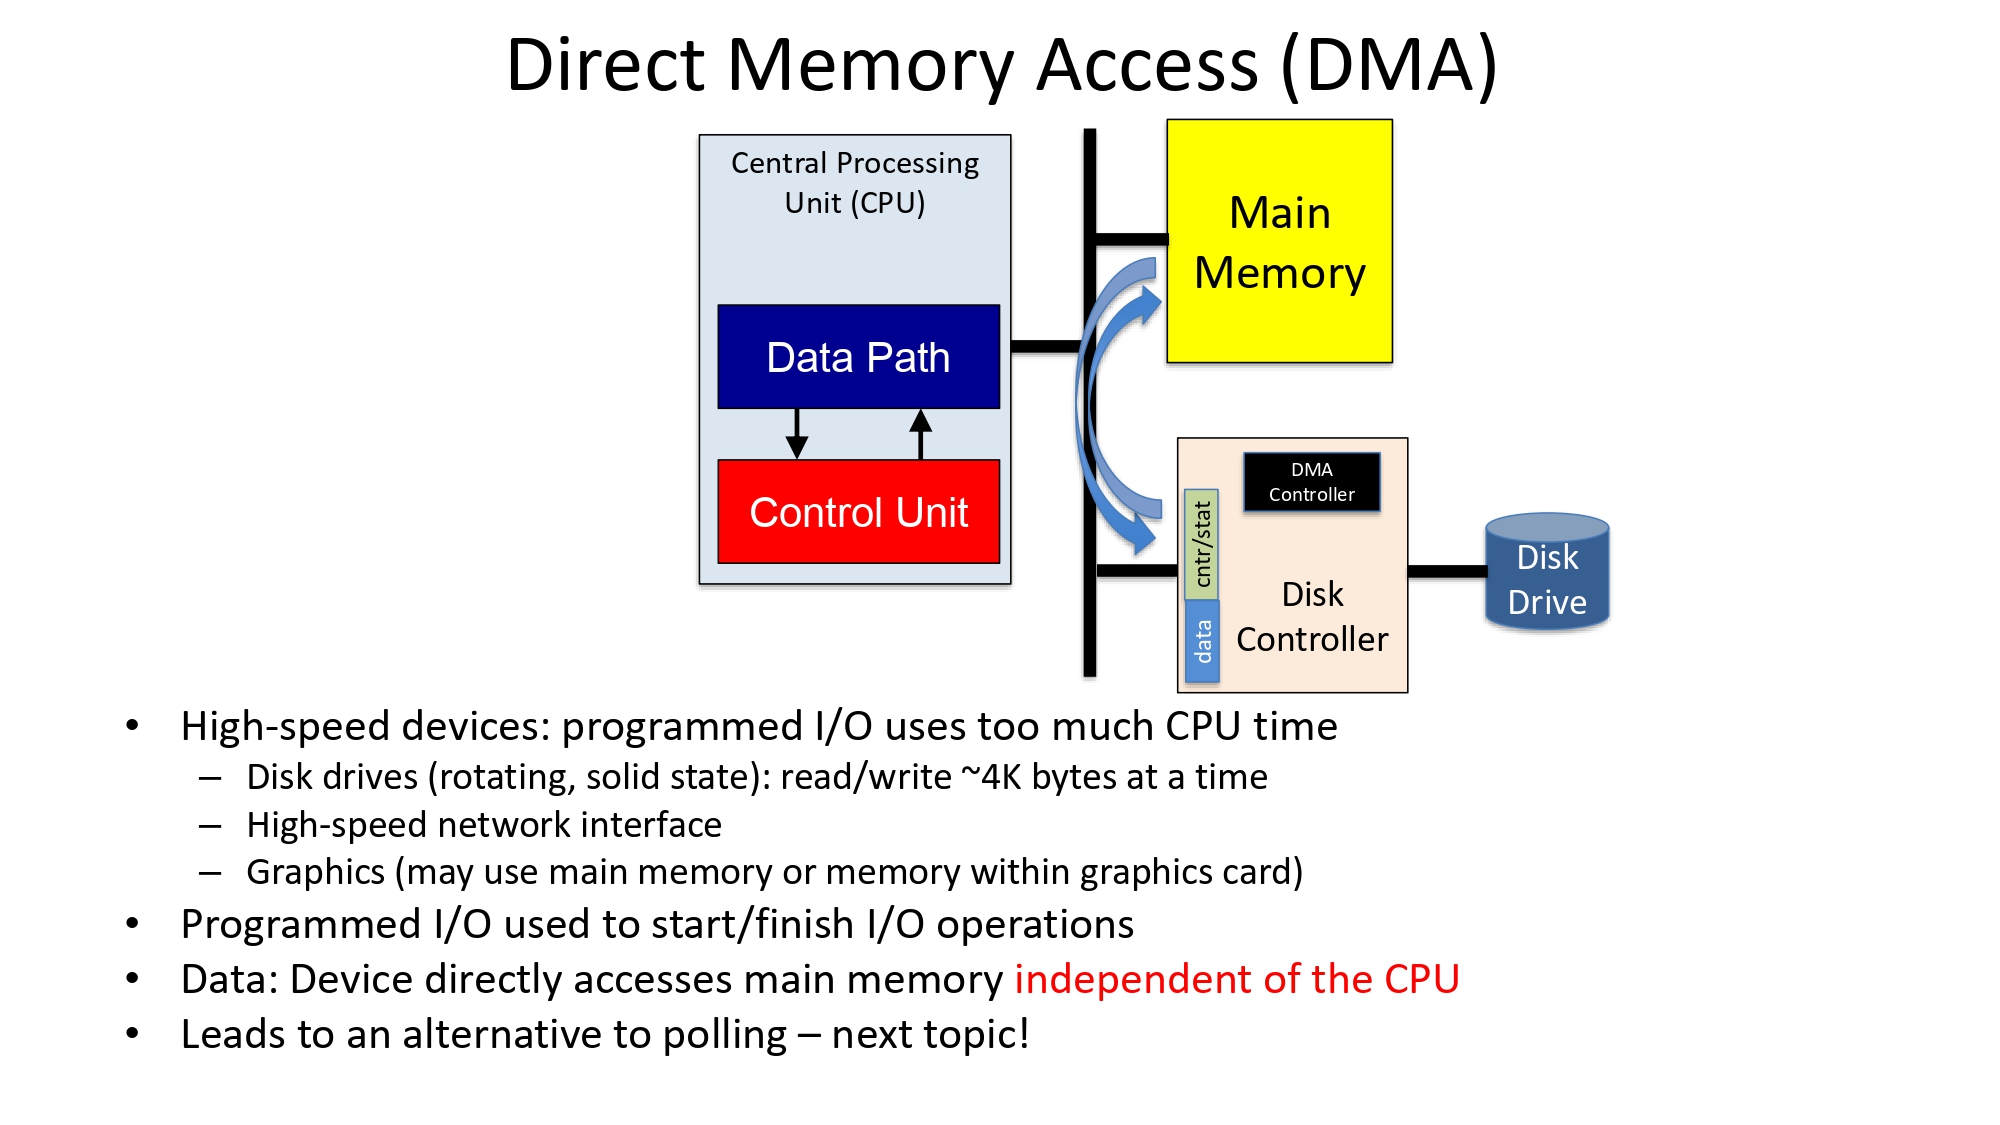 Direct Memory Access (DMA)
Central Processing
Unit (CPU)
Data Path
Control Unit
Main
Memory
DMA
Controller
cntr/stat
data
Disk
Controller
Disk
Drive
• High-speed devices: programmed I/O uses too much CPU time
– Disk drives (rotating, solid state): read/write ~4K bytes at a time
– High-speed network interface
– Graphics (may use main memory or memory within graphics card)
• Programmed I/O used to start/finish I/O operations
• Data: Device directly accesses main memory independent of the CPU
• Leads to an alternative to polling – next topic!